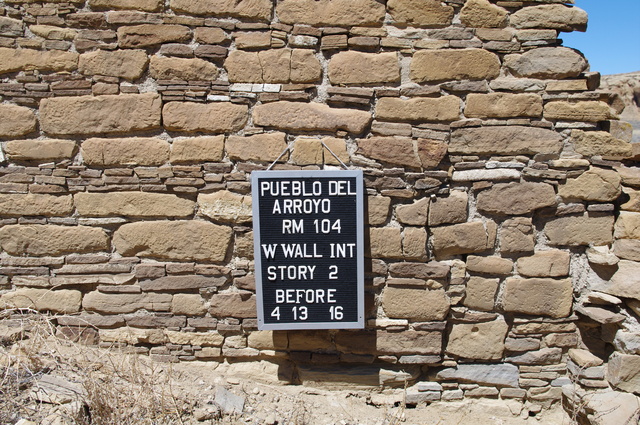 PUEBLO DEL
ARROYO
RM 104
W WALL INT
STORY 2
BEFORE
4 13 16